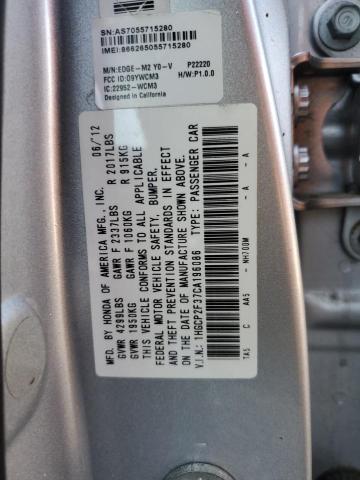 SN: AS7055715280
IMEI: 866265055715280
M/N: EDGE-M2 Y0-V P22220
FCC ID: O9YWCM3 H/W: P1.0.0
IC: 22952-WCM3
Designed in California
MFD. BY HONDA OF AMERICA MFG., INC. 06/12
GVWR 4299LBS GAWR F 2337LBS R 2017LBS
GVWR 1950KG GAWR F 1060KG R 915KG
THIS VEHICLE CONFORMS TO ALL APPLICABLE
FEDERAL MOTOR VEHICLE SAFETY, BUMPER,
AND THEFT PREVENTION STANDARDS IN EFFECT
ON THE DATE OF MANUFACTURE SHOWN ABOVE.
V.I.N.: 1HGCP2F37CA196086 TYPE: PASSENGER CAR
TA5 C AA5 - NH700M - A - A